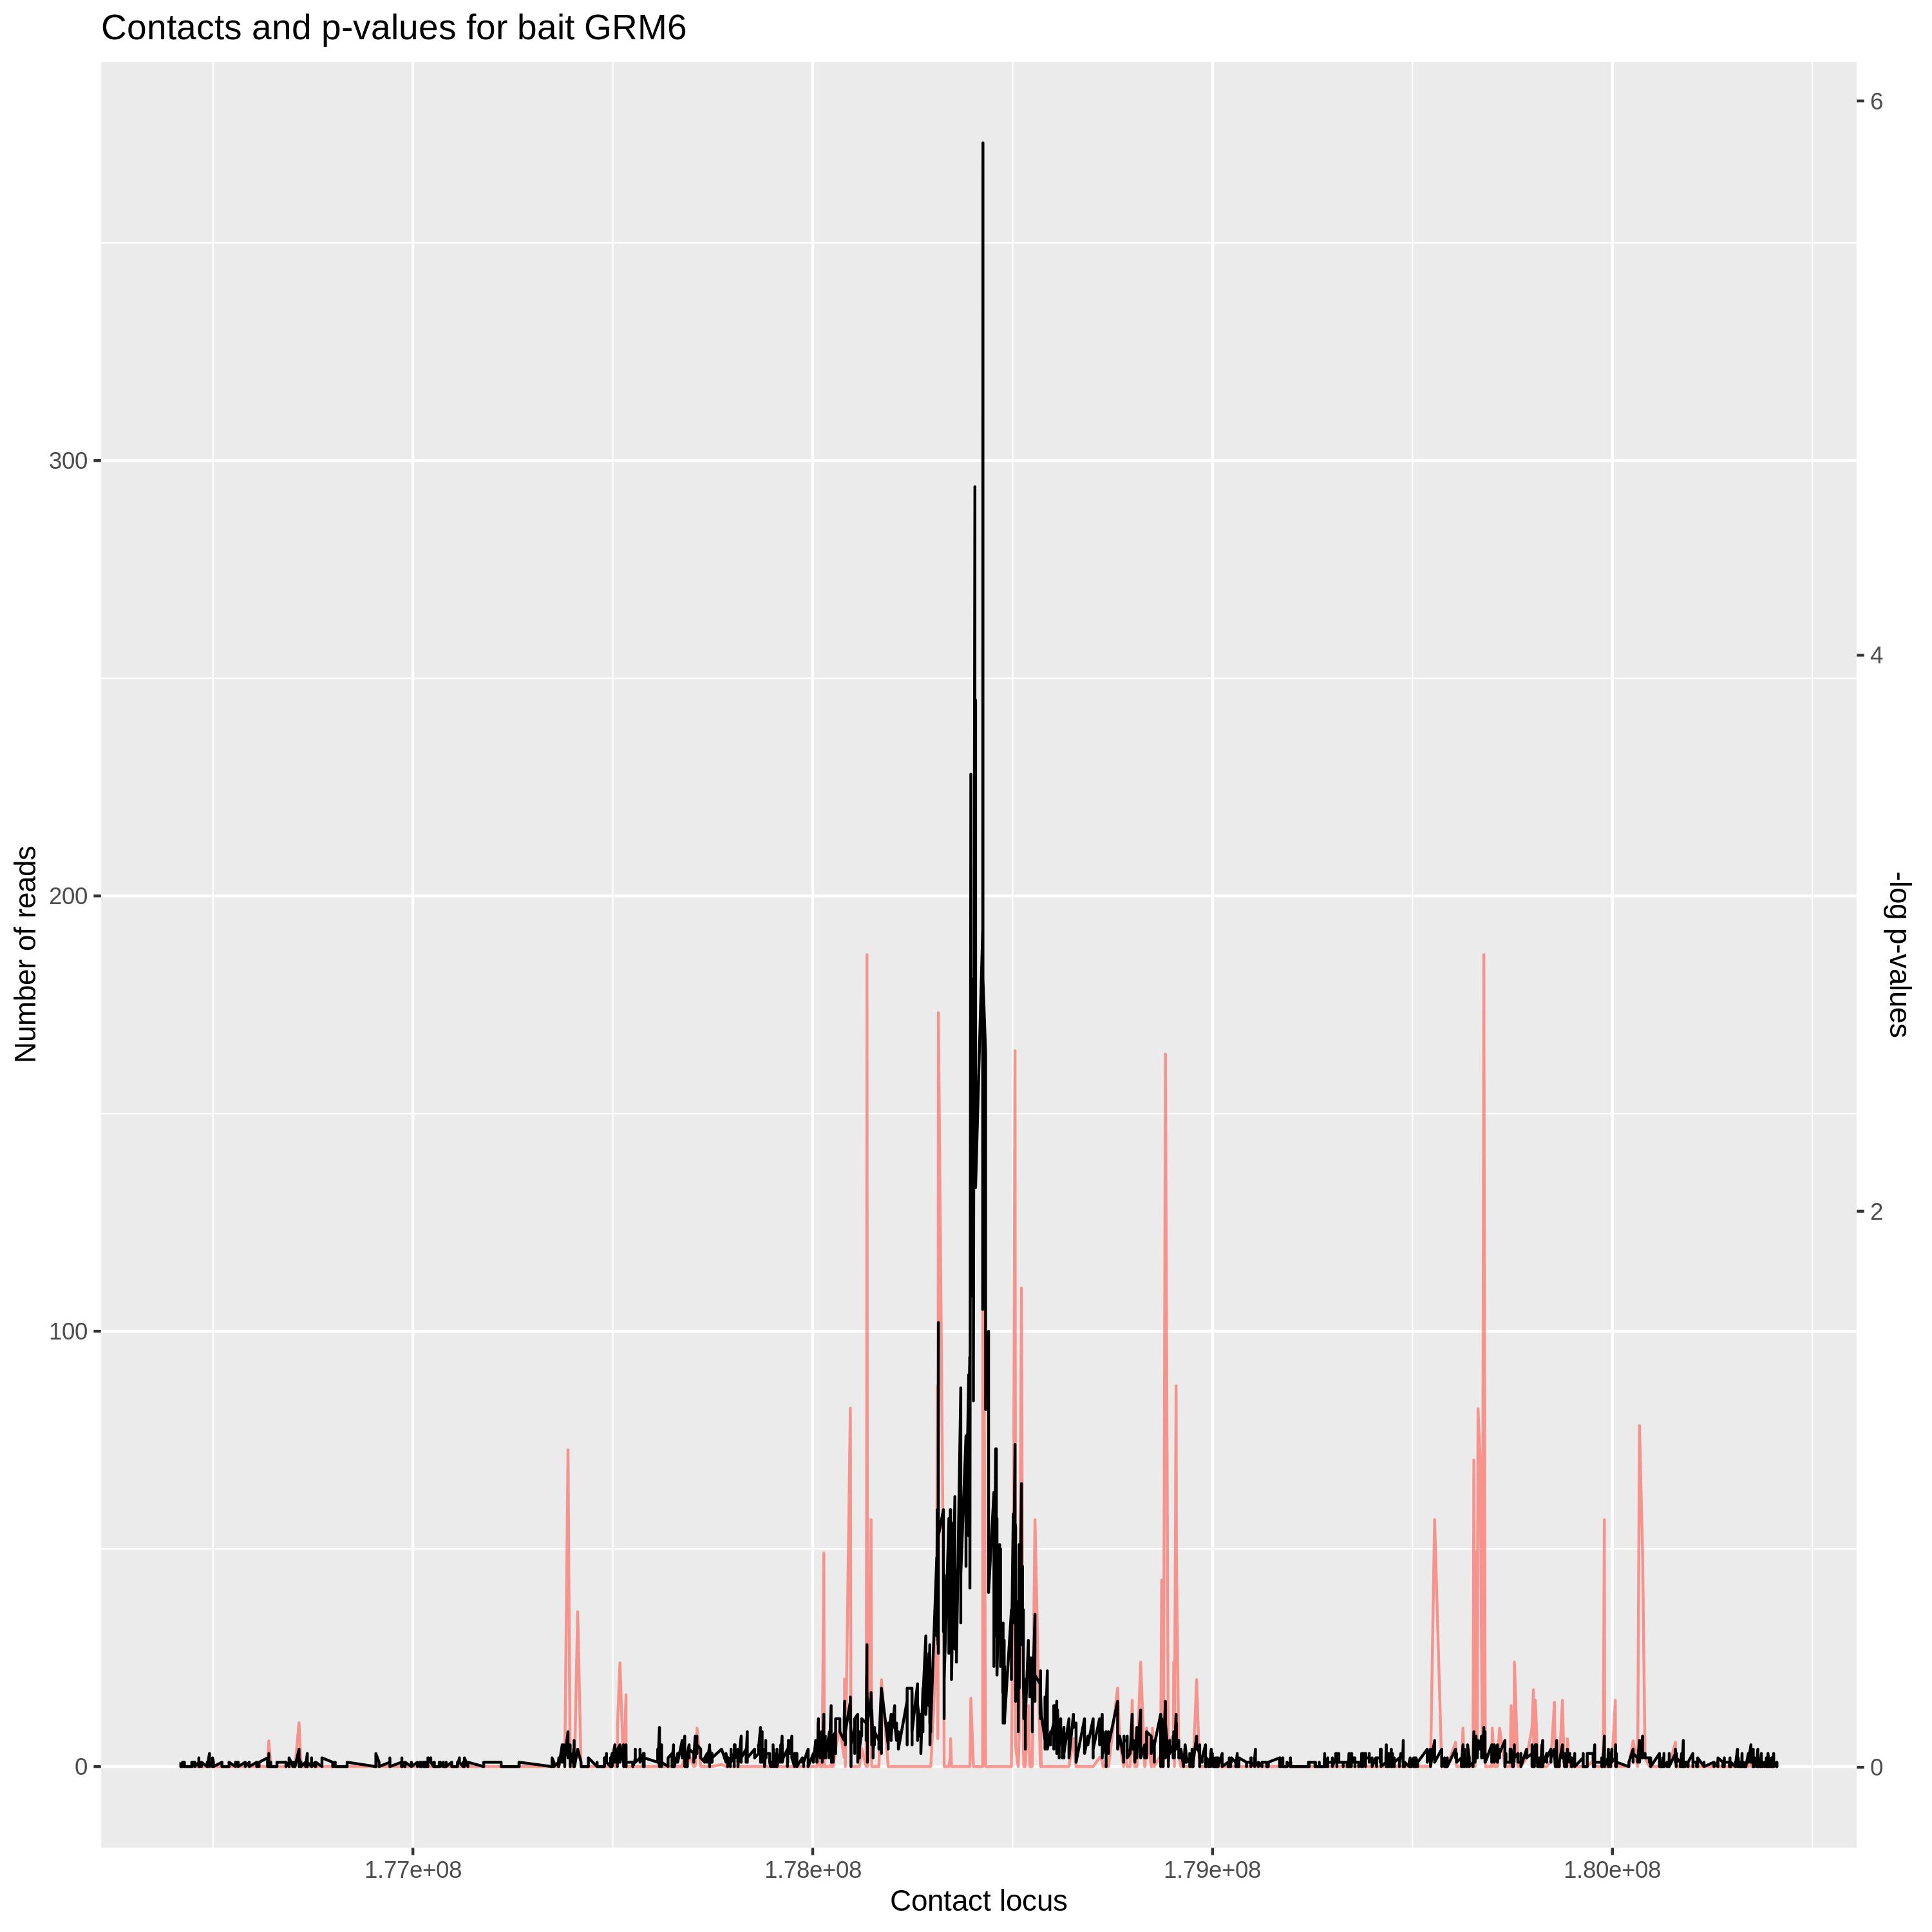 Contacts and p-values for bait GRM6
6
300
4
Number of reads
200
-log p-values
2
100
0
0
1.77e+08
1.78e+08
1.79e+08
1.80e+08
Contact locus